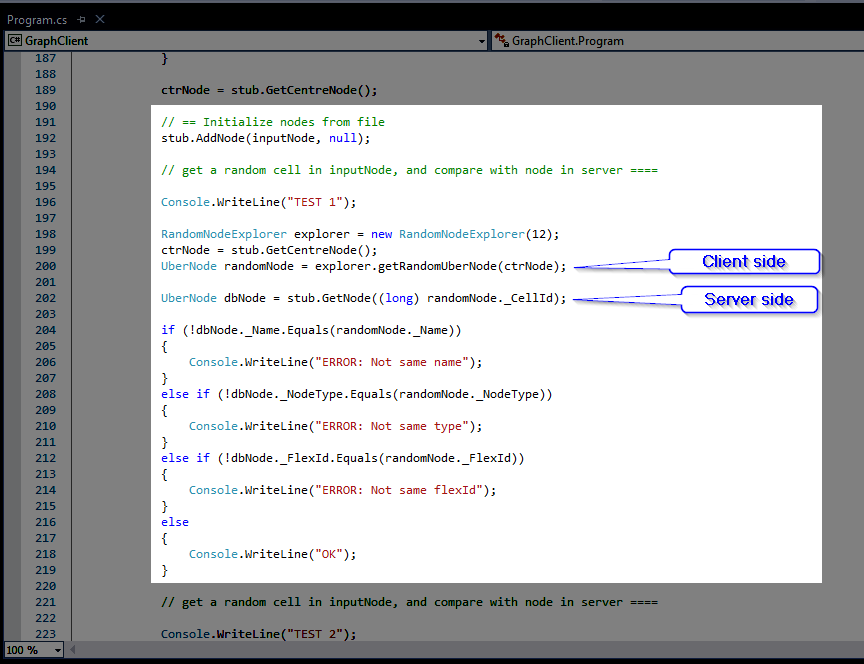 Program.cs
C# GraphClient GraphClient.Program
187 }
188
189 ctrNode = stub.GetCentreNode();
190
191 // == Initialize nodes from file
192 stub.AddNode(inputNode, null);
193
194 // get a random cell in inputNode, and compare with node in server ====
195
196 Console.WriteLine("TEST 1");
197
198 RandomNodeExplorer explorer = new RandomNodeExplorer(12);
199 ctrNode = stub.GetCentreNode();
200 UberNode randomNode = explorer.getRandomUberNode(ctrNode); Client side
201
202 UberNode dbNode = stub.GetNode((long) randomNode._CellId); Server side
203
204 if (!dbNode._Name.Equals(randomNode._Name))
205 {
206 Console.WriteLine("ERROR: Not same name");
207 }
208 else if (!dbNode._NodeType.Equals(randomNode._NodeType))
209 {
210 Console.WriteLine("ERROR: Not same type");
211 }
212 else if (!dbNode._FlexId.Equals(randomNode._FlexId))
213 {
214 Console.WriteLine("ERROR: Not same flexId");
215 }
216 else
217 {
218 Console.WriteLine("OK");
219 }
220
221 // get a random cell in inputNode, and compare with node in server ====
222
223 Console.WriteLine("TEST 2");
100 %